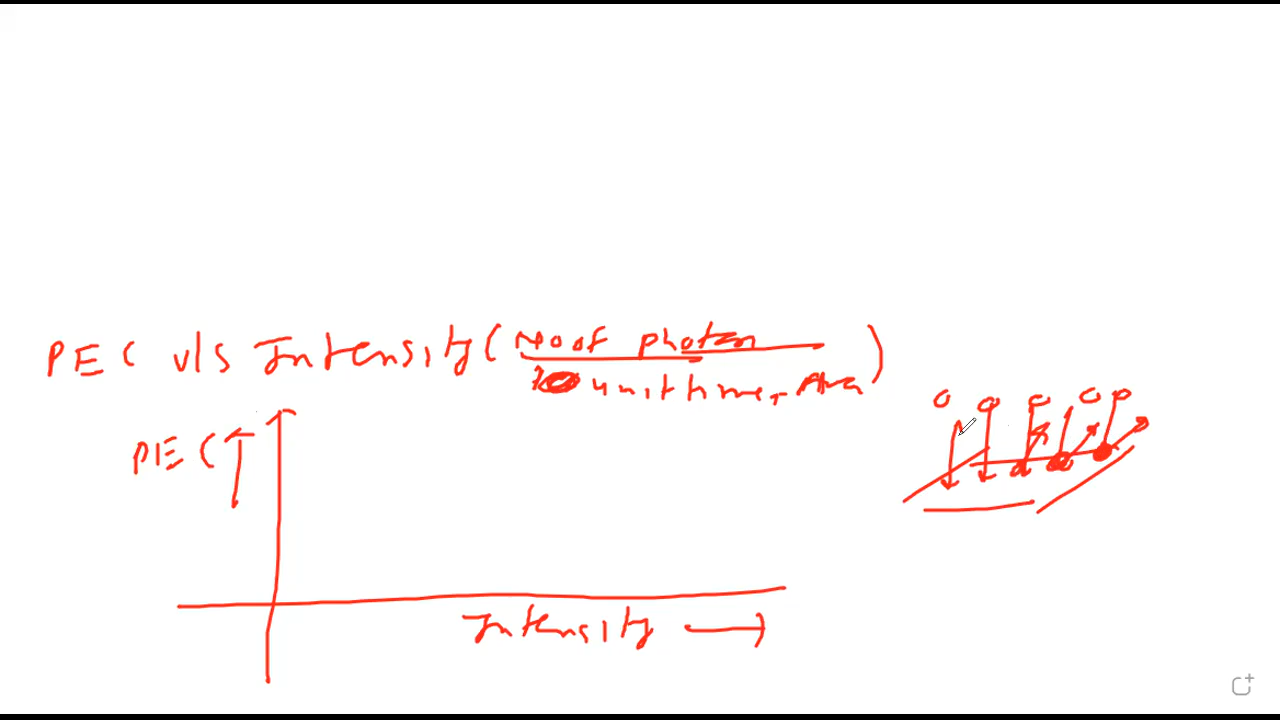 PEC v/s Intensity (No of photon
unit time, Area)
PEC
Intensity